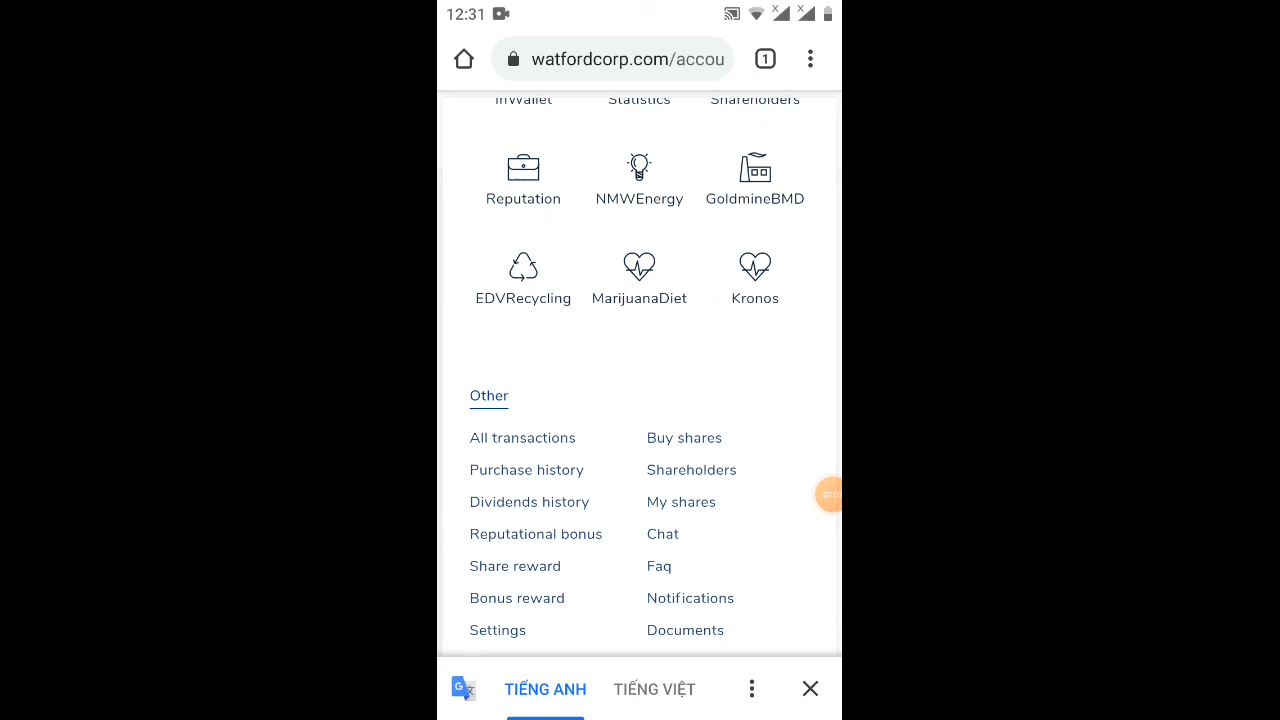 12:31
watfordcorp.com/accou
1
InWallet Statistics Shareholders
Reputation NMWEnergy GoldmineBMD
EDVRecycling MarijuanaDiet Kronos
Other
All transactions Buy shares
Purchase history Shareholders
Dividends history My shares
Reputational bonus Chat
Share reward Faq
Bonus reward Notifications
Settings Documents
TIẾNG ANH TIẾNG VIỆT